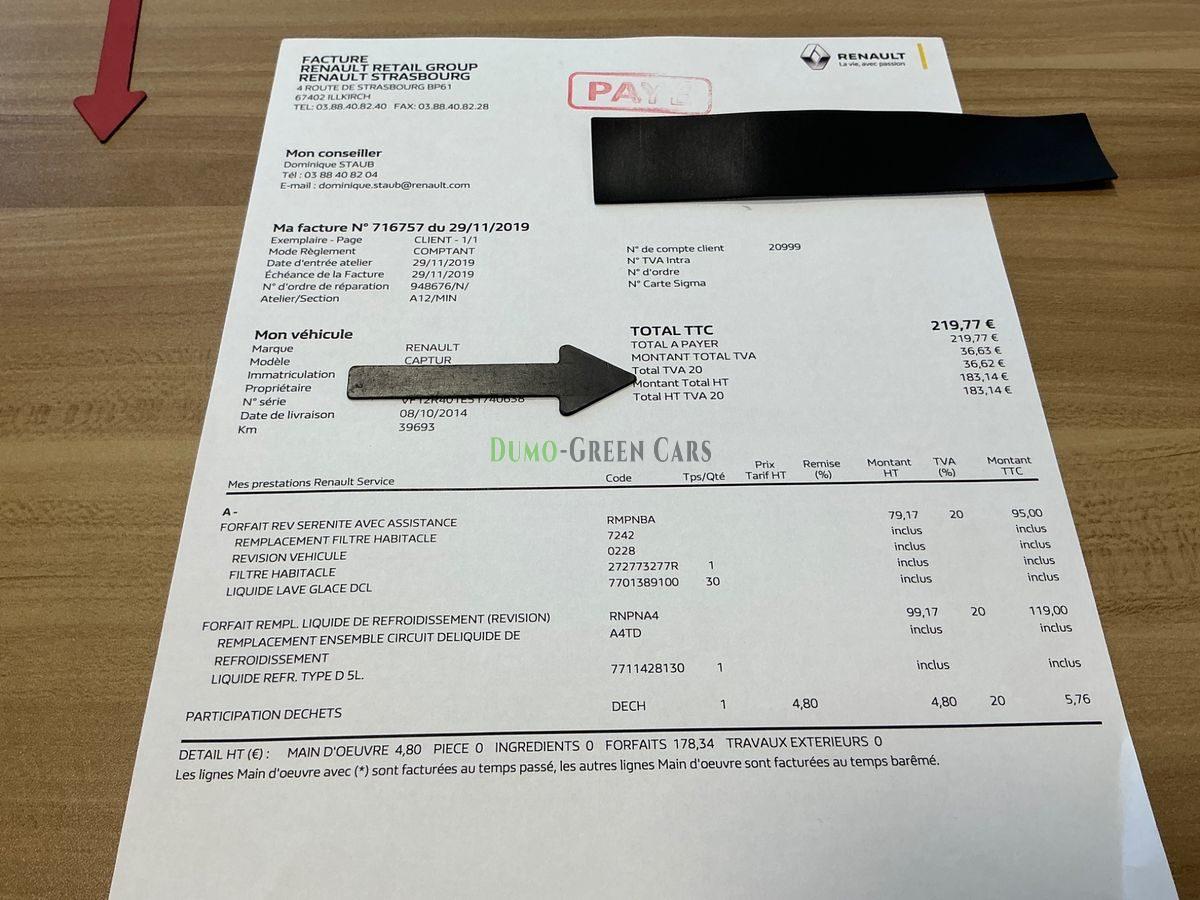 FACTURE
RENAULT RETAIL GROUP
RENAULT STRASBOURG
4 ROUTE DE STRASBOURG BP61
67402 ILLKIRCH
TEL: 03.88.40.82.40 FAX: 03.88.40.82.28
RENAULT
La vie, avec passion
PAYE
Mon conseiller
Dominique STAUB
Tél : 03 88 40 82 04
E-mail : dominique.staub@renault.com
Ma facture N° 716757 du 29/11/2019
Exemplaire - Page CLIENT - 1/1
Mode Règlement COMPTANT
Date d'entrée atelier 29/11/2019
Échéance de la Facture 29/11/2019
N° d'ordre de réparation 948676/N/
Atelier/Section A12/MIN
N° de compte client 20999
N° TVA Intra
N° d'ordre
N° Carte Sigma
Mon véhicule
Marque RENAULT
Modèle CAPTUR
Immatriculation
Propriétaire
N° série
Date de livraison 08/10/2014
Km 39693
TOTAL TTC 219,77 €
TOTAL A PAYER 219,77 €
MONTANT TOTAL TVA 36,63 €
Total TVA 20 36,62 €
Montant Total HT 183,14 €
Total HT TVA 20 183,14 €
DUMO-GREEN CARS
Mes prestations Renault Service Code Tps/Qté Prix Tarif HT Remise (%) Montant HT TVA (%) Montant TTC
A -
FORFAIT REV SERENITE AVEC ASSISTANCE RMPNBA 79,17 20 95,00
REMPLACEMENT FILTRE HABITACLE 7242 inclus inclus
REVISION VEHICULE 0228 inclus inclus
FILTRE HABITACLE 272773277R 1 inclus inclus
LIQUIDE LAVE GLACE DCL 7701389100 30 inclus inclus
FORFAIT REMPL. LIQUIDE DE REFROIDISSEMENT (REVISION) RNPNA4 99,17 20 119,00
REMPLACEMENT ENSEMBLE CIRCUIT DELIQUIDE DE A4TD inclus inclus
REFROIDISSEMENT
LIQUIDE REFR. TYPE D 5L. 7711428130 1 inclus inclus
PARTICIPATION DECHETS DECH 1 4,80 4,80 20 5,76
DETAIL HT (€) : MAIN D'OEUVRE 4,80 PIECE 0 INGREDIENTS 0 FORFAITS 178,34 TRAVAUX EXTERIEURS 0
Les lignes Main d'oeuvre avec (*) sont facturées au temps passé, les autres lignes Main d'oeuvre sont facturées au temps barêmé.